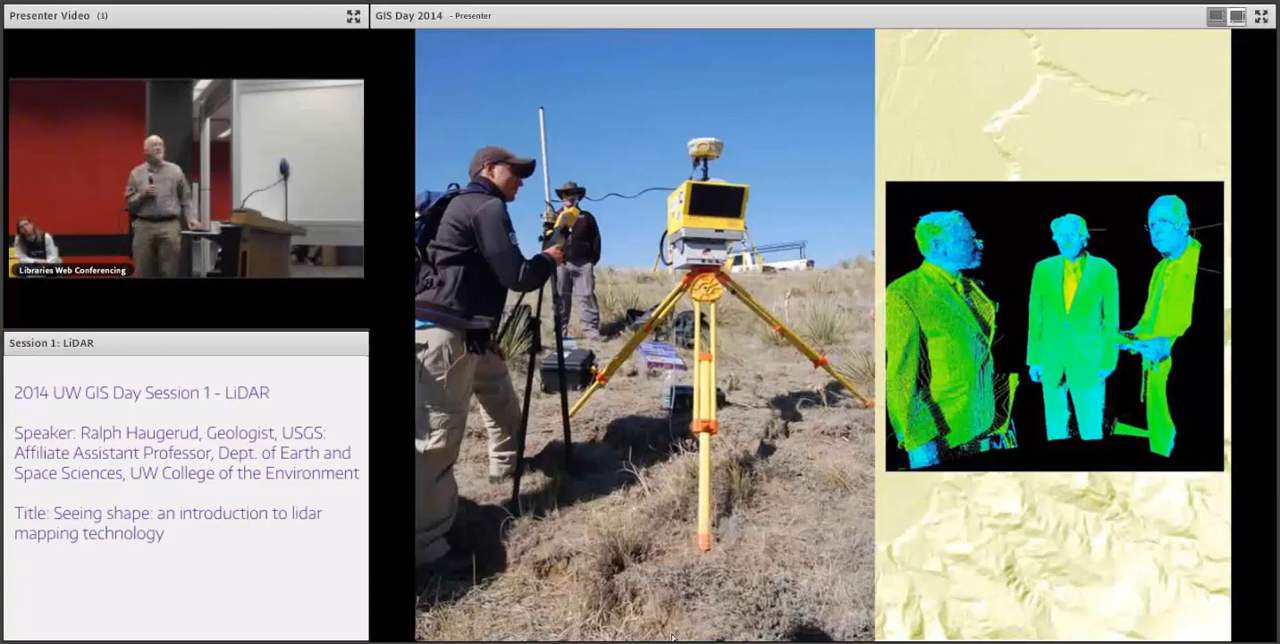 Presenter Video (1)
GIS Day 2014 - Presenter
Libraries Web Conferencing
Session 1: LiDAR
2014 UW GIS Day Session 1 - LiDAR
Speaker: Ralph Haugerud, Geologist, USGS:
Affiliate Assistant Professor, Dept. of Earth and
Space Sciences, UW College of the Environment
Title: Seeing shape: an introduction to lidar
mapping technology